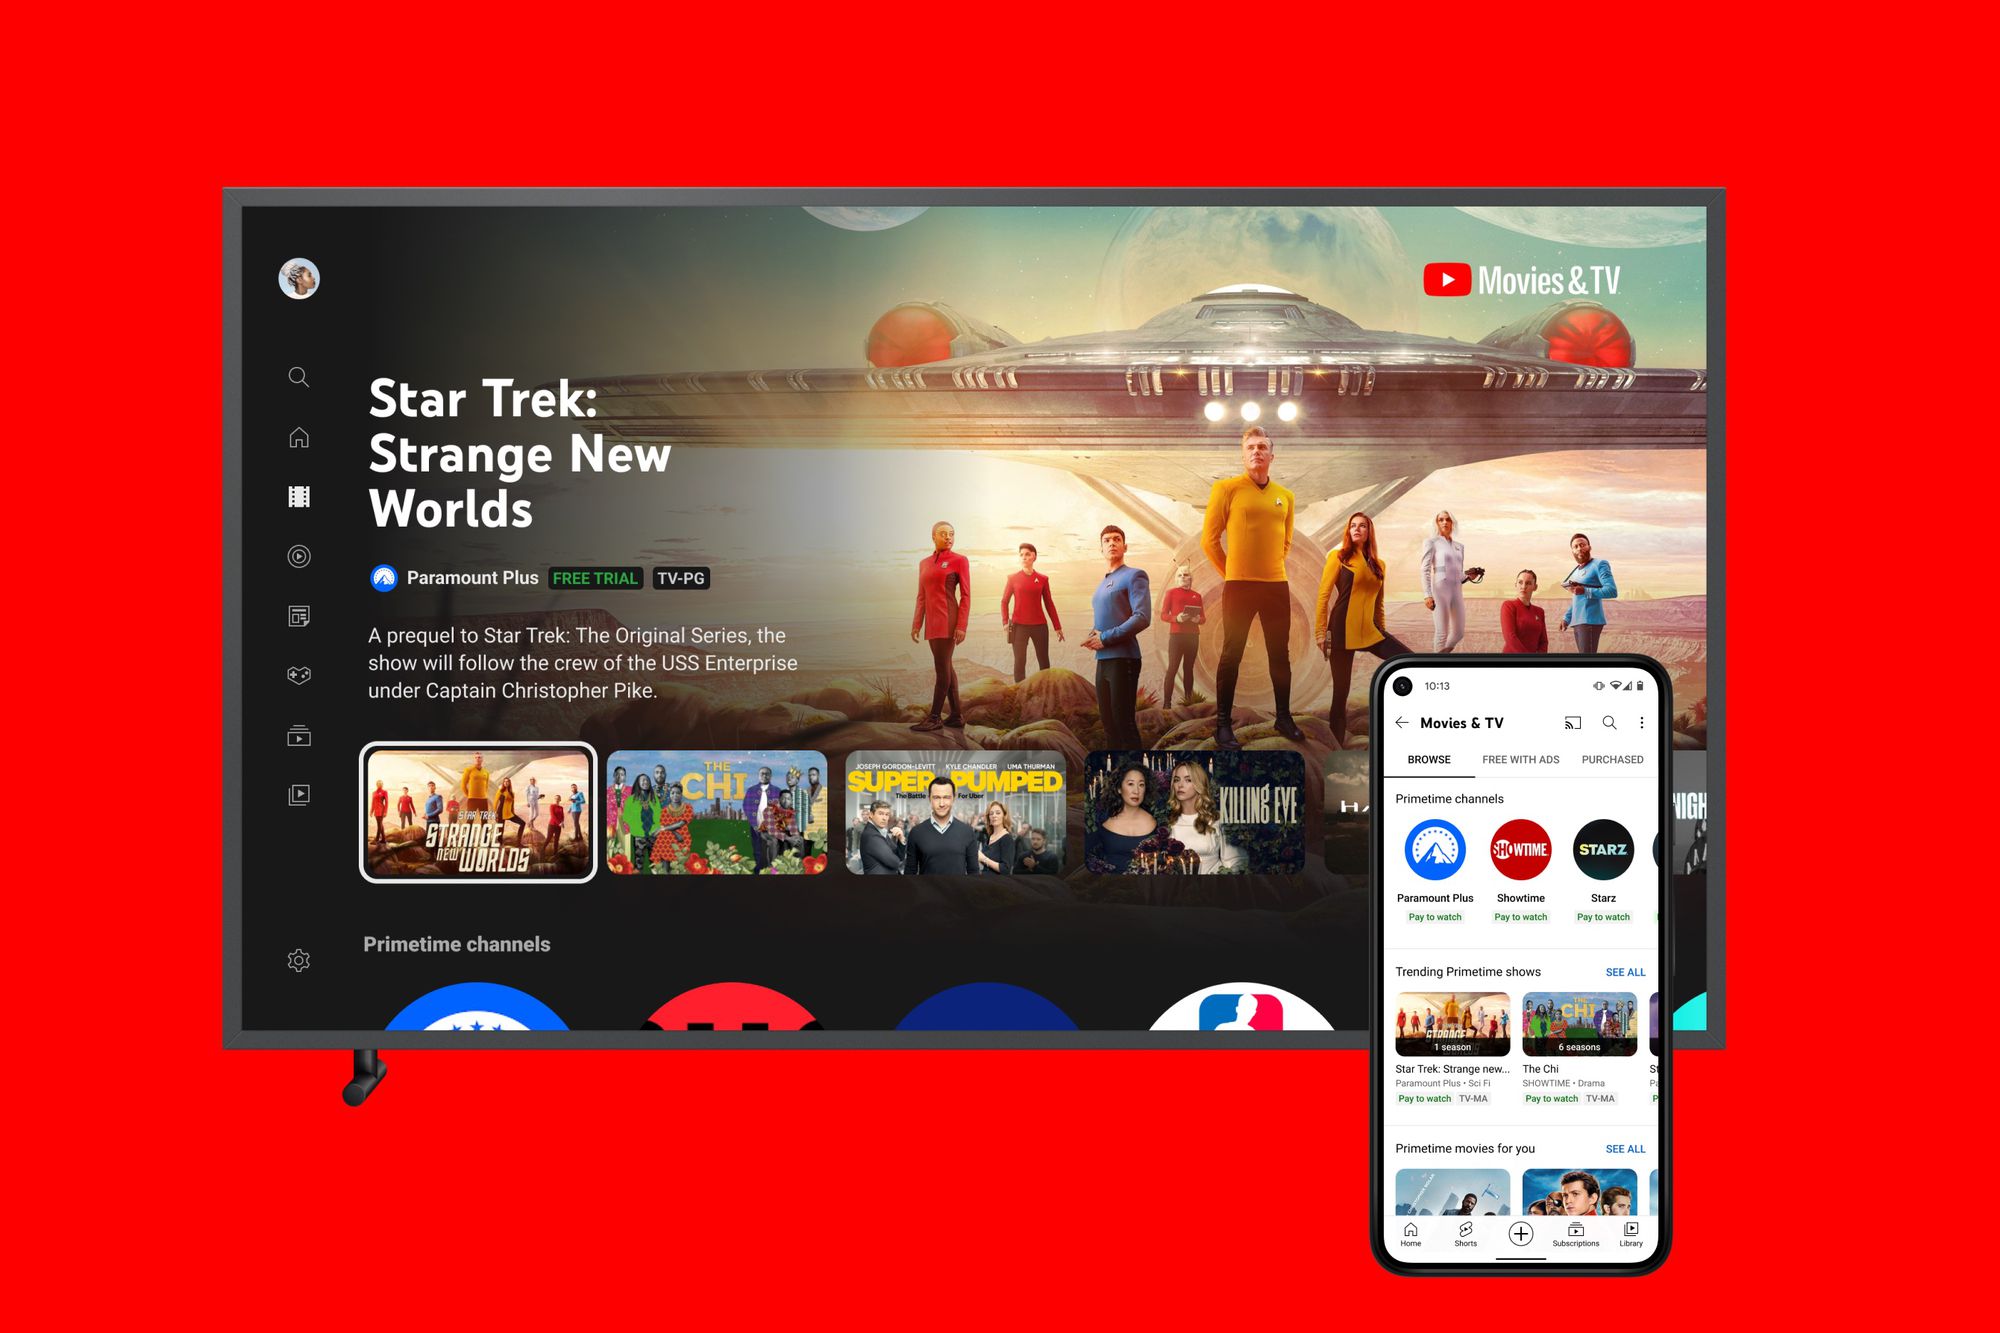 Movies & TV
Star Trek:
Strange New
Worlds
Paramount Plus FREE TRIAL TV-PG
A prequel to Star Trek: The Original Series, the
show will follow the crew of the USS Enterprise
under Captain Christopher Pike.
STAR TREK
STRANGE
NEW WORLDS
THE
CHI
JOSEPH GORDON-LEVITT KYLE CHANDLER UMA THURMAN
SUPER PUMPED
The Battle For Uber
KILLING EVE
Primetime channels
10:13
Movies & TV
BROWSE FREE WITH ADS PURCHASED
Primetime channels
SHOWTIME STARZ
Paramount Plus Showtime Starz
Pay to watch Pay to watch Pay to watch
Trending Primetime shows SEE ALL
STRANGE THE CHI
1 season 6 seasons
Star Trek: Strange new... The Chi
Paramount Plus • Sci Fi SHOWTIME • Drama
Pay to watch TV-MA Pay to watch TV-MA
Primetime movies for you SEE ALL
Home Shorts Subscriptions Library